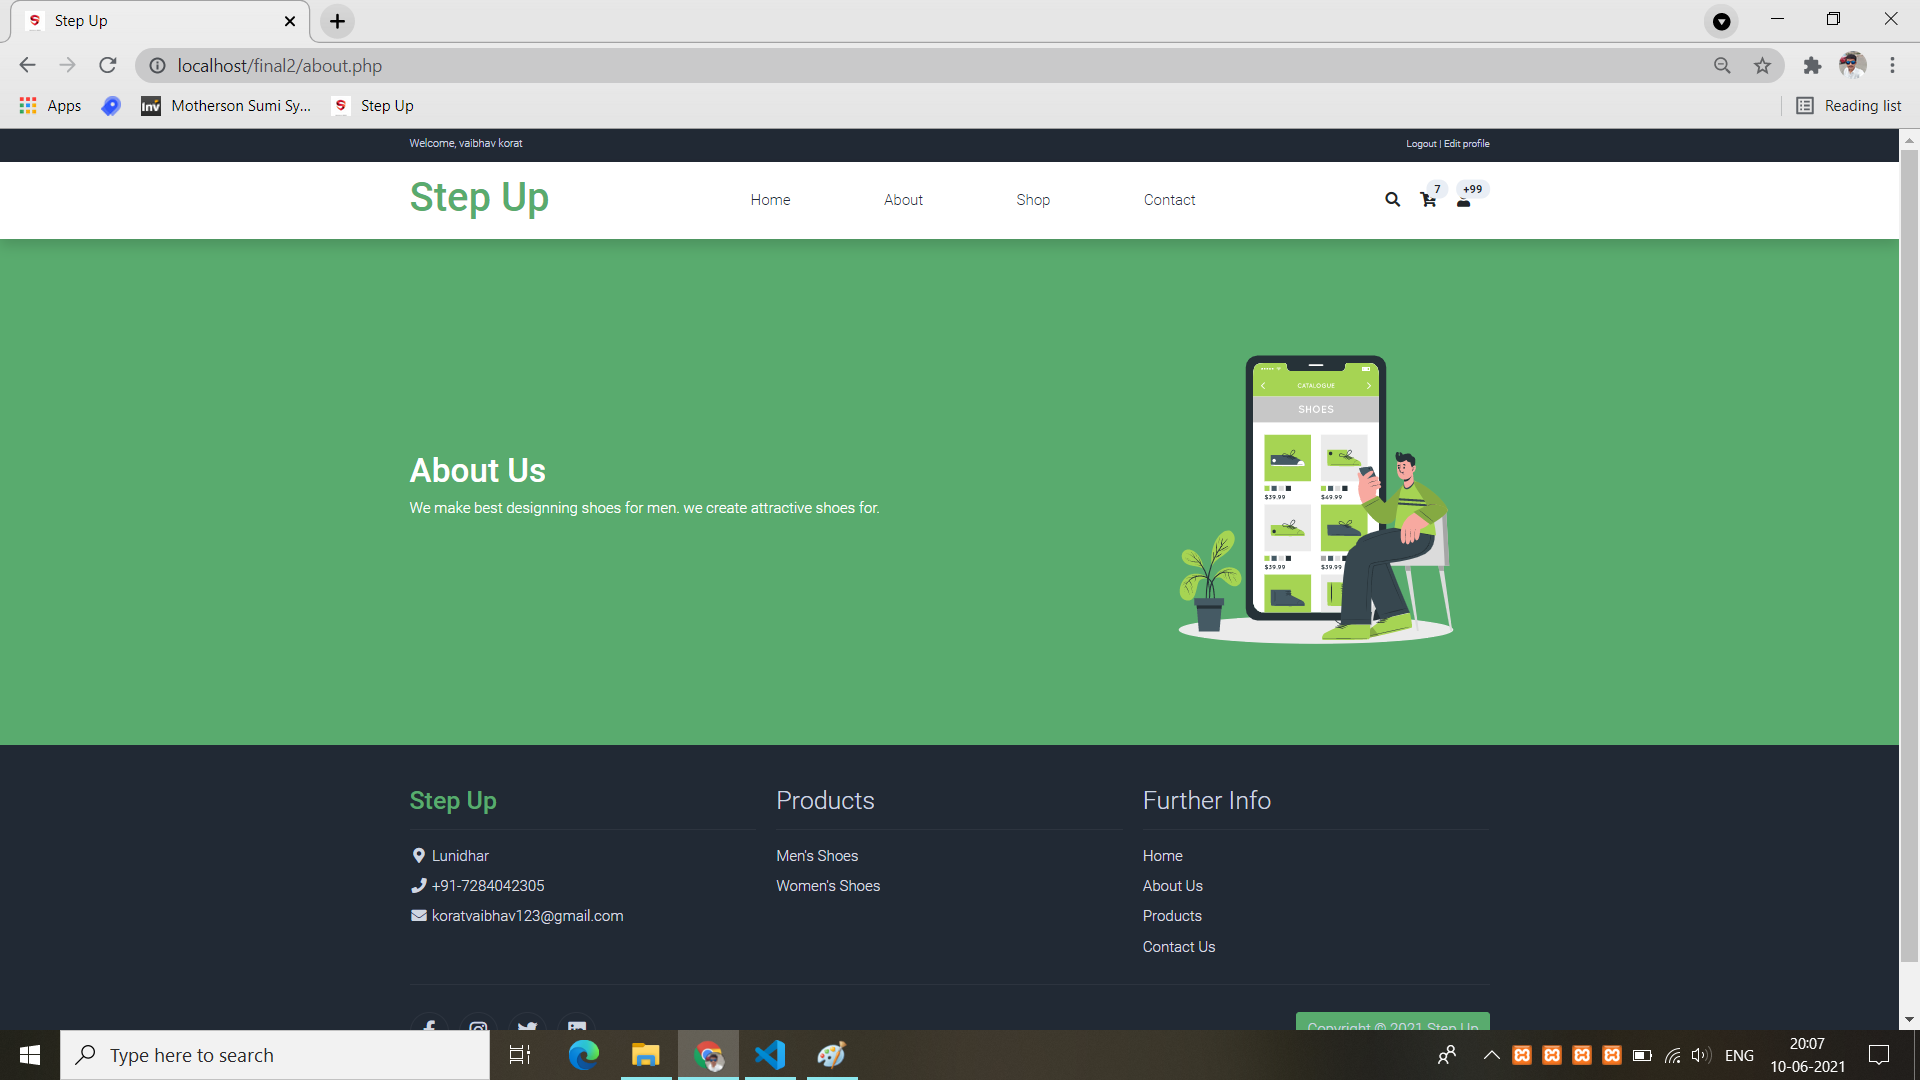 Step Up
localhost/final2/about.php
Apps
Motherson Sumi Sy...
Step Up
Reading list
Welcome, vaibhav korat
Logout | Edit profile
Step Up
Home
About
Shop
Contact
7
+99
CATALOGUE
SHOES
$39.99
$49.99
$39.99
$39.99
About Us
We make best designning shoes for men. we create attractive shoes for.
Step Up
Products
Further Info
Lunidhar
Men's Shoes
Home
+91-7284042305
Women's Shoes
About Us
koratvaibhav123@gmail.com
Products
Contact Us
Copyright © 2021 Step Up
Type here to search
ENG
20:07
10-06-2021